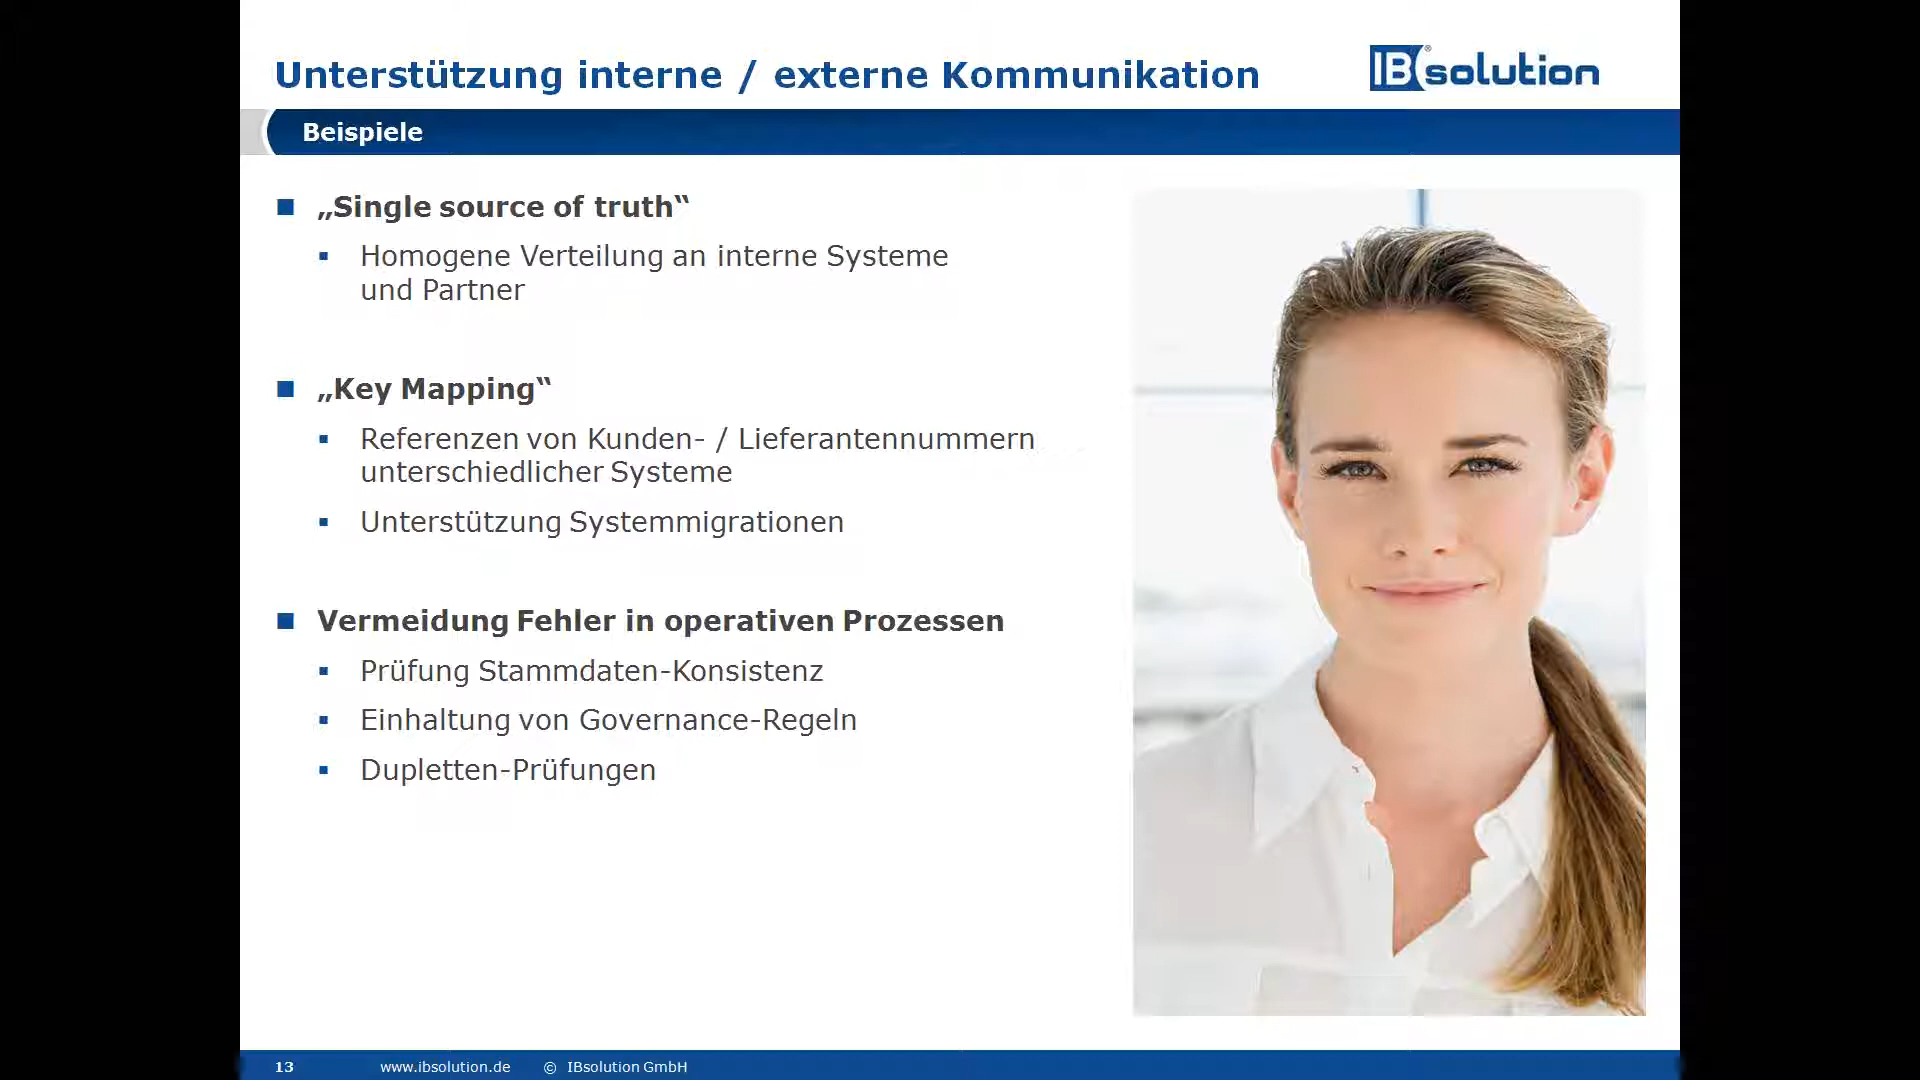 Unterstützung interne / externe Kommunikation
IBsolution®
Beispiele
„Single source of truth‟
Homogene Verteilung an interne Systeme
und Partner
„Key Mapping‟
Referenzen von Kunden- / Lieferantennummern
unterschiedlicher Systeme
Unterstützung Systemmigrationen
Vermeidung Fehler in operativen Prozessen
Prüfung Stammdaten-Konsistenz
Einhaltung von Governance-Regeln
Dupletten-Prüfungen
13 www.ibsolution.de © IBsolution GmbH